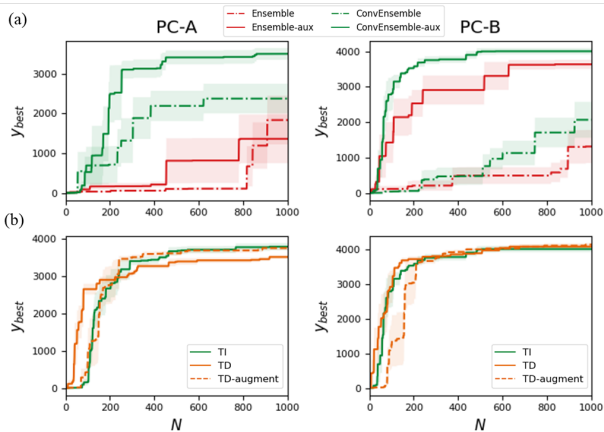 (a)
PC-A
Ensemble
Ensemble-aux
ConvEnsemble
ConvEnsemble-aux
PC-B
y_best
3000
2000
1000
0
0 200 400 600 800 1000
y_best
4000
3000
2000
1000
0
0 200 400 600 800 1000
(b)
y_best
4000
3000
2000
1000
0
TI
TD
TD-augment
0 200 400 600 800 1000
N
y_best
4000
3000
2000
1000
0
TI
TD
TD-augment
0 200 400 600 800 1000
N